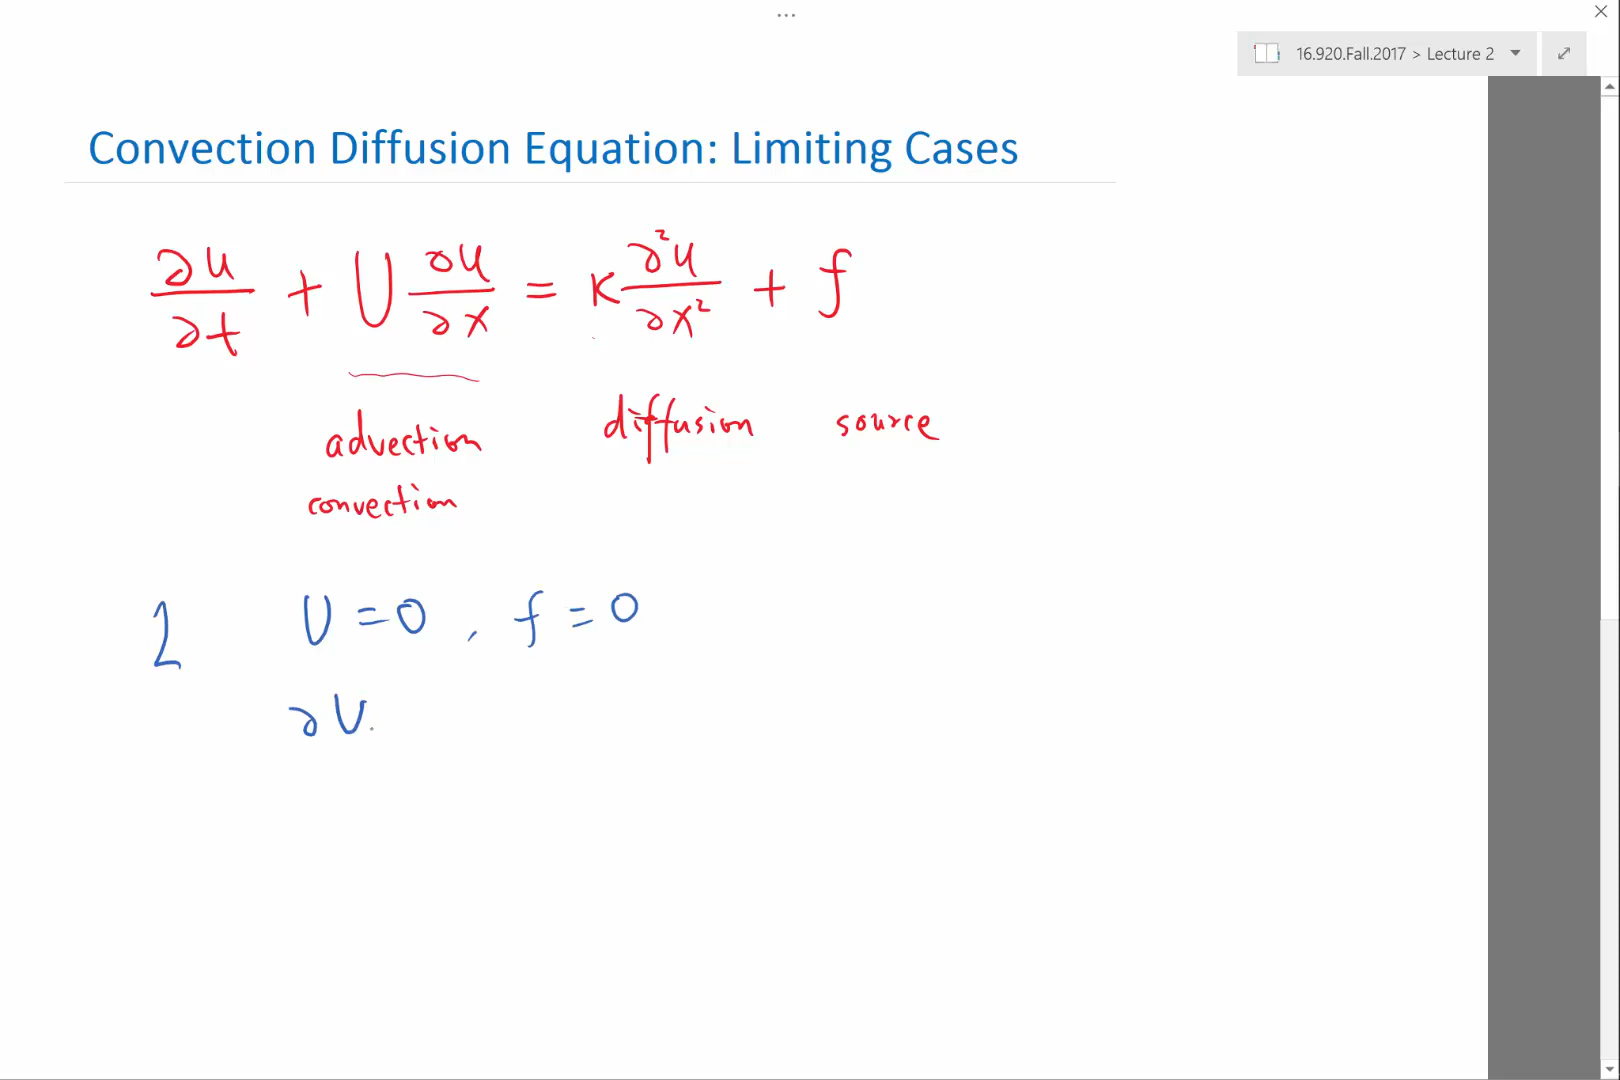 16.920.Fall.2017 > Lecture 2
Convection Diffusion Equation: Limiting Cases
∂u/∂t + U ∂u/∂x = κ ∂²u/∂x² + f
advection diffusion source
convection
1 U = 0 , f = 0
∂U